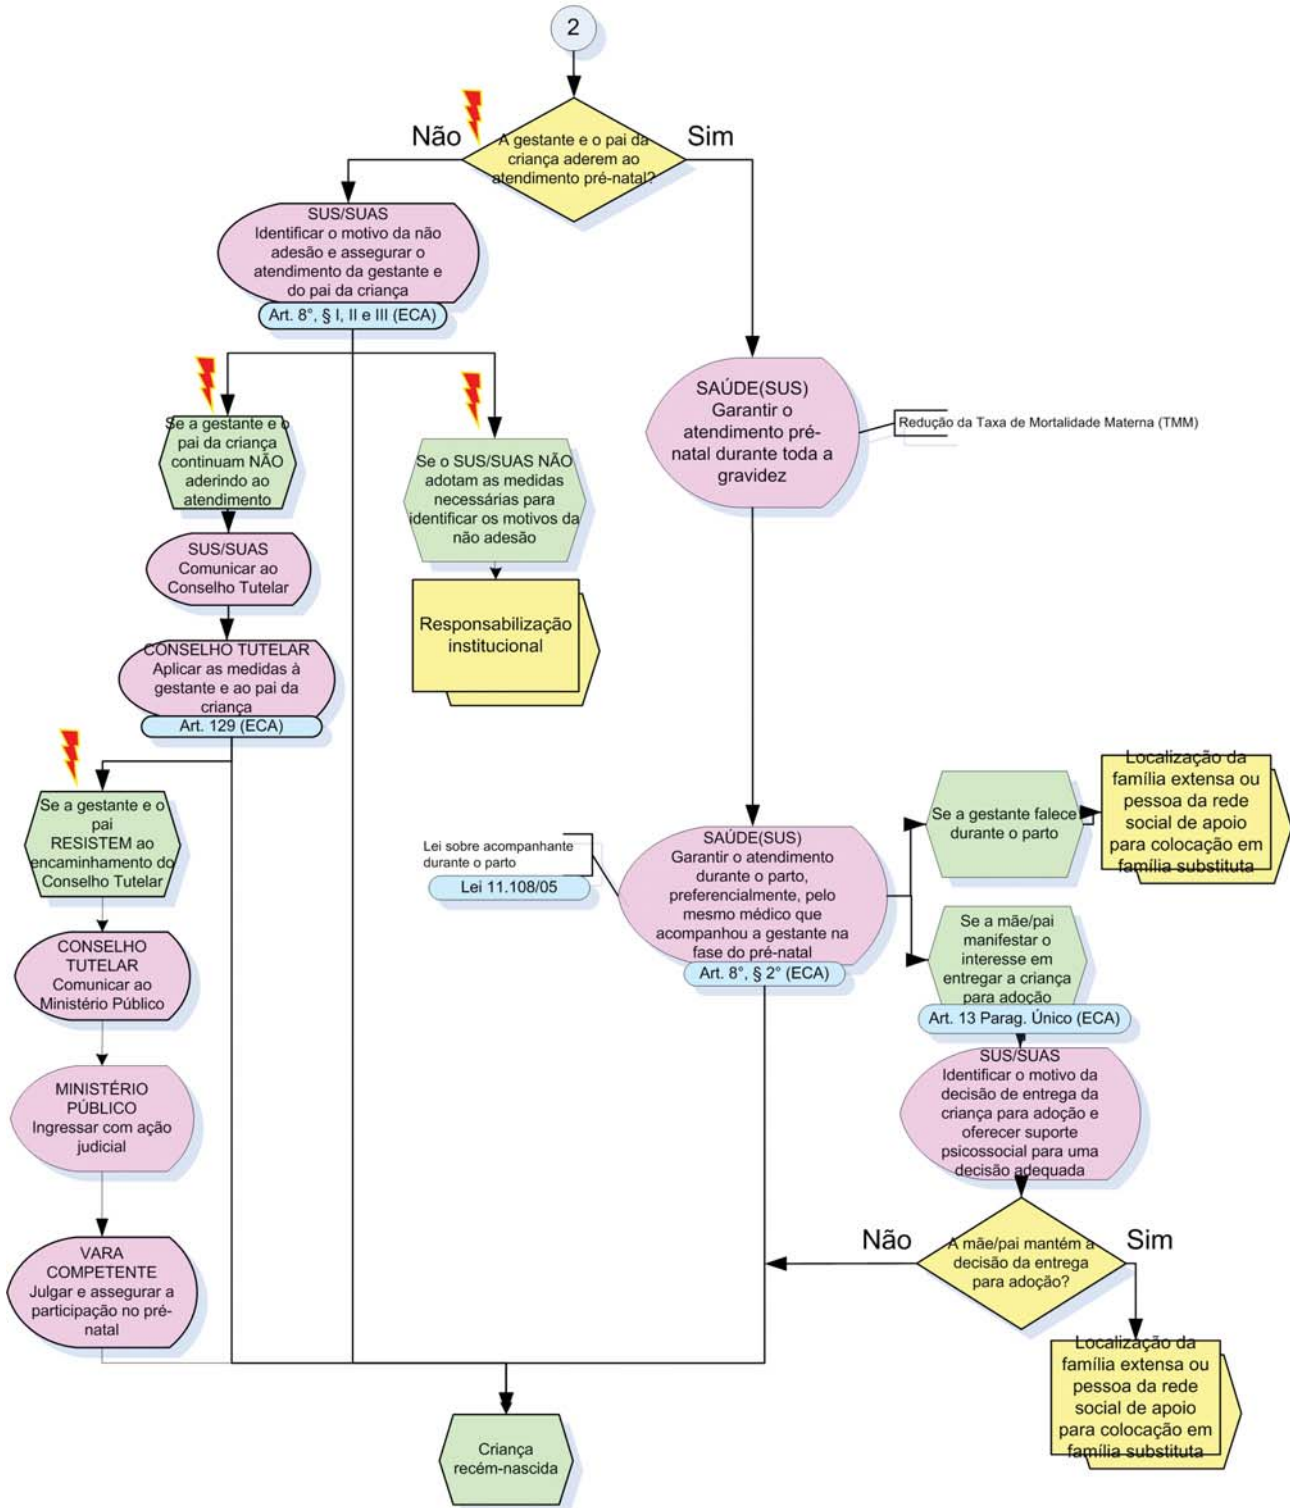 2
A gestante e o pai da
criança aderem ao
atendimento pré-natal?
Não
Sim
SUS/SUAS
Identificar o motivo da não
adesão e assegurar o
atendimento da gestante e
do pai da criança
Art. 8°, § I, II e III (ECA)
Se a gestante e o
pai da criança
continuam NÃO
aderindo ao
atendimento
Se o SUS/SUAS NÃO
adotam as medidas
necessárias para
identificar os motivos da
não adesão
SAÚDE(SUS)
Garantir o
atendimento pré-
natal durante toda a
gravidez
Redução da Taxa de Mortalidade Materna (TMM)
SUS/SUAS
Comunicar ao
Conselho Tutelar
Responsabilização
institucional
CONSELHO TUTELAR
Aplicar as medidas à
gestante e ao pai da
criança
Art. 129 (ECA)
Se a gestante e o
pai
RESISTEM ao
encaminhamento do
Conselho Tutelar
CONSELHO
TUTELAR
Comunicar ao
Ministério Público
MINISTÉRIO
PÚBLICO
Ingressar com ação
judicial
VARA
COMPETENTE
Julgar e assegurar a
participação no pré-
natal
Lei sobre acompanhante
durante o parto
Lei 11.108/05
SAÚDE(SUS)
Garantir o atendimento
durante o parto,
preferencialmente, pelo
mesmo médico que
acompanhou a gestante na
fase do pré-natal
Art. 8°, § 2° (ECA)
Se a gestante falece
durante o parto
Localização da
família extensa ou
pessoa da rede
social de apoio
para colocação em
família substituta
Se a mãe/pai
manifestar o
interesse em
entregar a criança
para adoção
Art. 13 Parag. Único (ECA)
SUS/SUAS
Identificar o motivo da
decisão de entrega da
criança para adoção e
oferecer suporte
psicossocial para uma
decisão adequada
A mãe/pai mantém a
decisão da entrega
para adoção?
Não
Sim
Localização da
família extensa ou
pessoa da rede
social de apoio
para colocação em
família substituta
Criança
recém-nascida